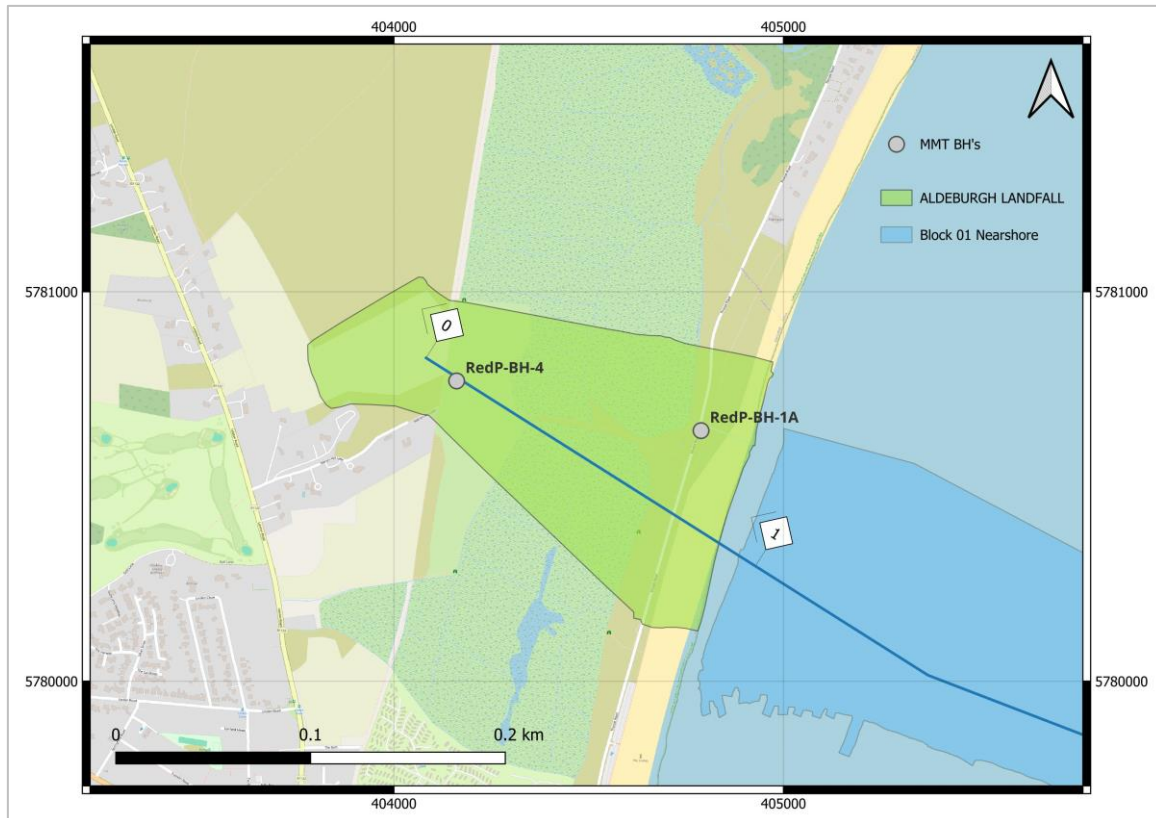 404000
405000
MMT BH's
ALDEBURGH LANDFALL
Block 01 Nearshore
5781000
5781000
0
RedP-BH-4
RedP-BH-1A
1
5780000
5780000
0
0.1
0.2 km
404000
405000